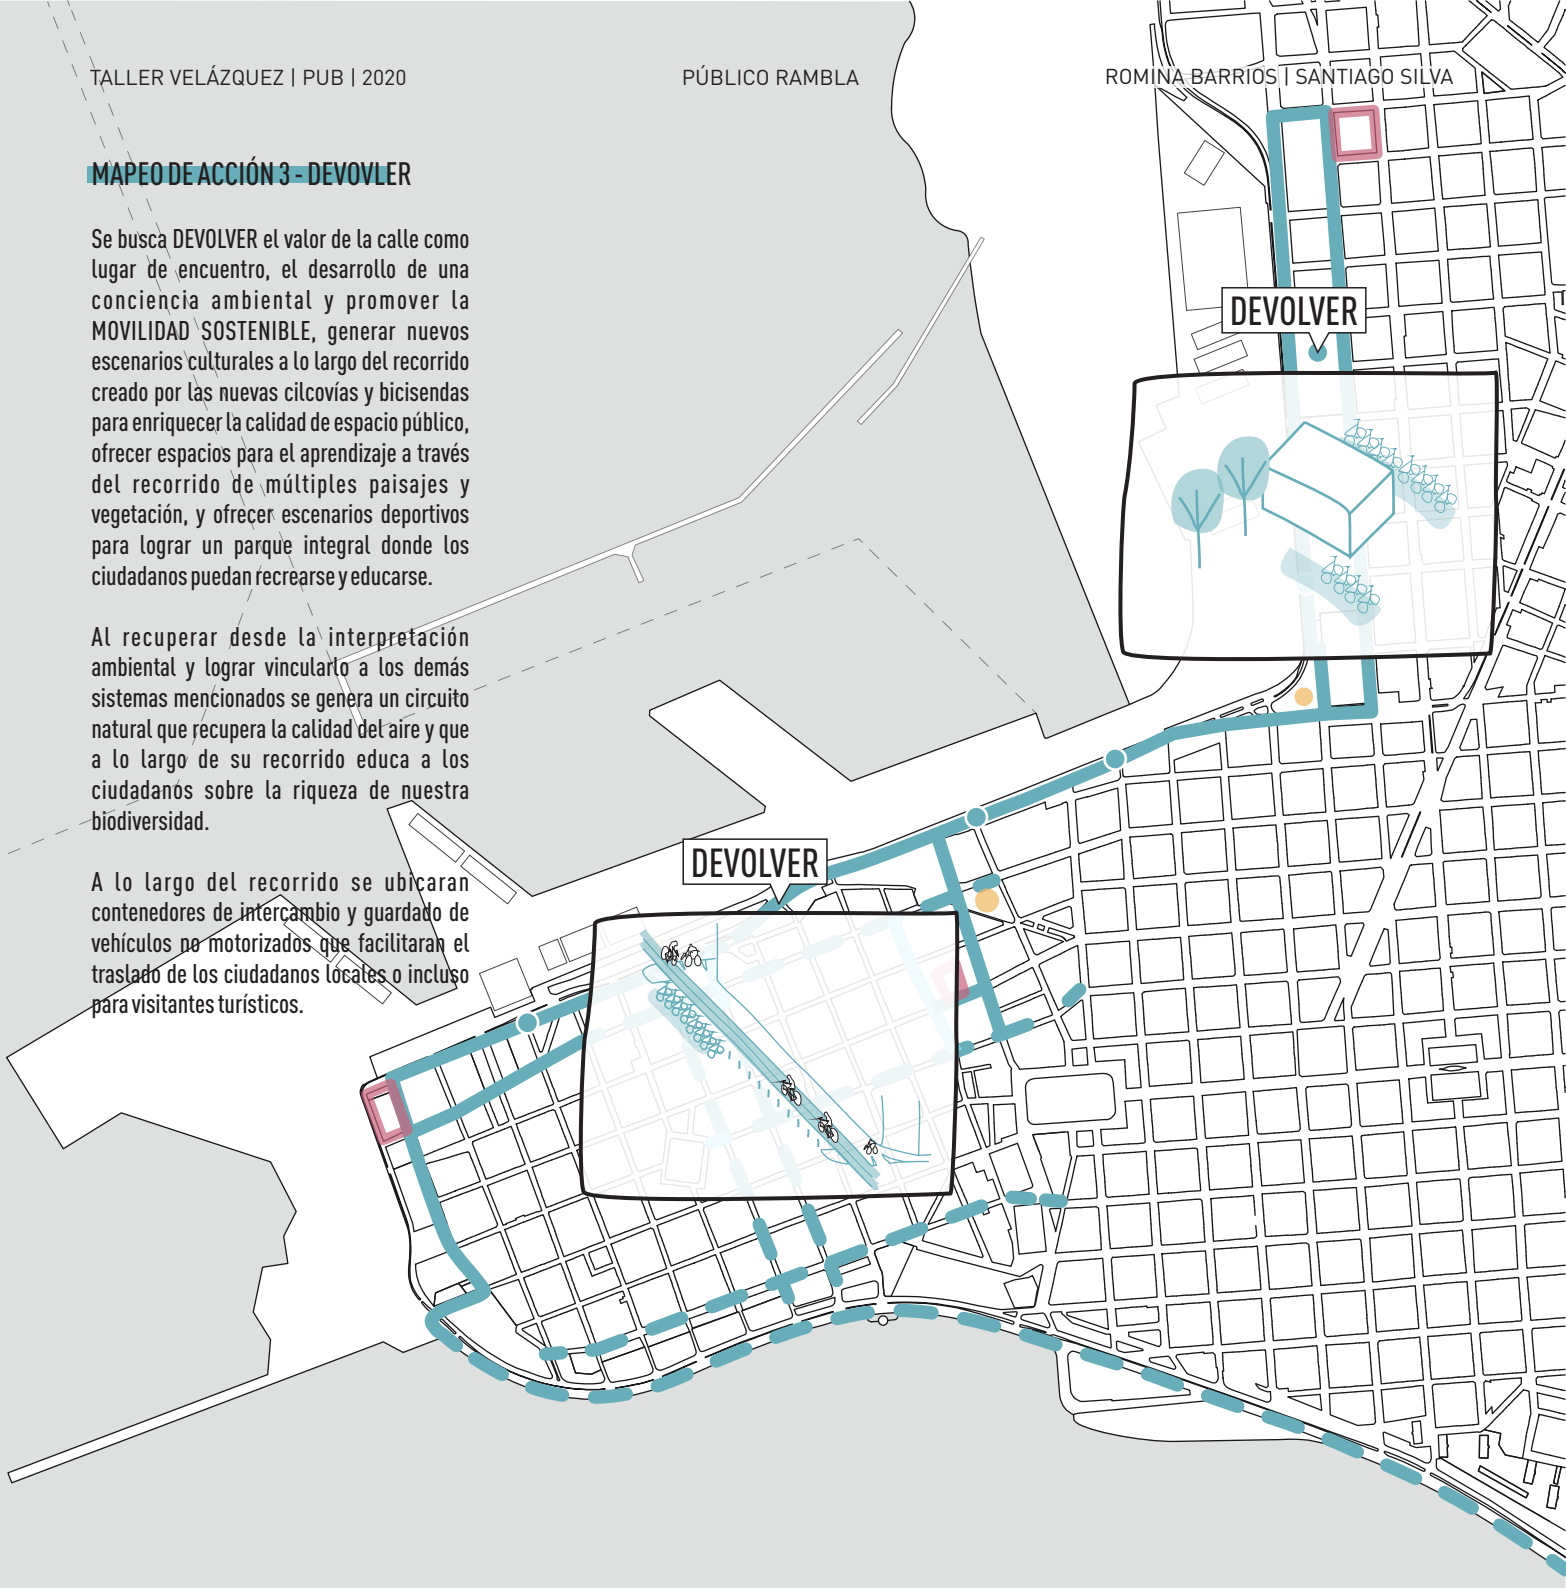 TALLER VELÁZQUEZ | PUB | 2020
PÚBLICO RAMBLA
ROMINA BARRIOS | SANTIAGO SILVA
MAPEO DE ACCIÓN 3 - DEVOVLER
Se busca DEVOLVER el valor de la calle como
lugar de encuentro, el desarrollo de una
conciencia ambiental y promover la
MOVILIDAD SOSTENIBLE, generar nuevos
escenarios culturales a lo largo del recorrido
creado por las nuevas cilcovías y bicisendas
para enriquecer la calidad de espacio público,
ofrecer espacios para el aprendizaje a través
del recorrido de múltiples paisajes y
vegetación, y ofrecer escenarios deportivos
para lograr un parque integral donde los
ciudadanos puedan recrearse y educarse.
Al recuperar desde la interpretación
ambiental y lograr vincularlo a los demás
sistemas mencionados se genera un circuito
natural que recupera la calidad del aire y que
a lo largo de su recorrido educa a los
ciudadanos sobre la riqueza de nuestra
biodiversidad.
A lo largo del recorrido se ubicaran
contenedores de intercambio y guardado de
vehículos no motorizados que facilitaran el
traslado de los ciudadanos locales o incluso
para visitantes turísticos.
DEVOLVER
DEVOLVER